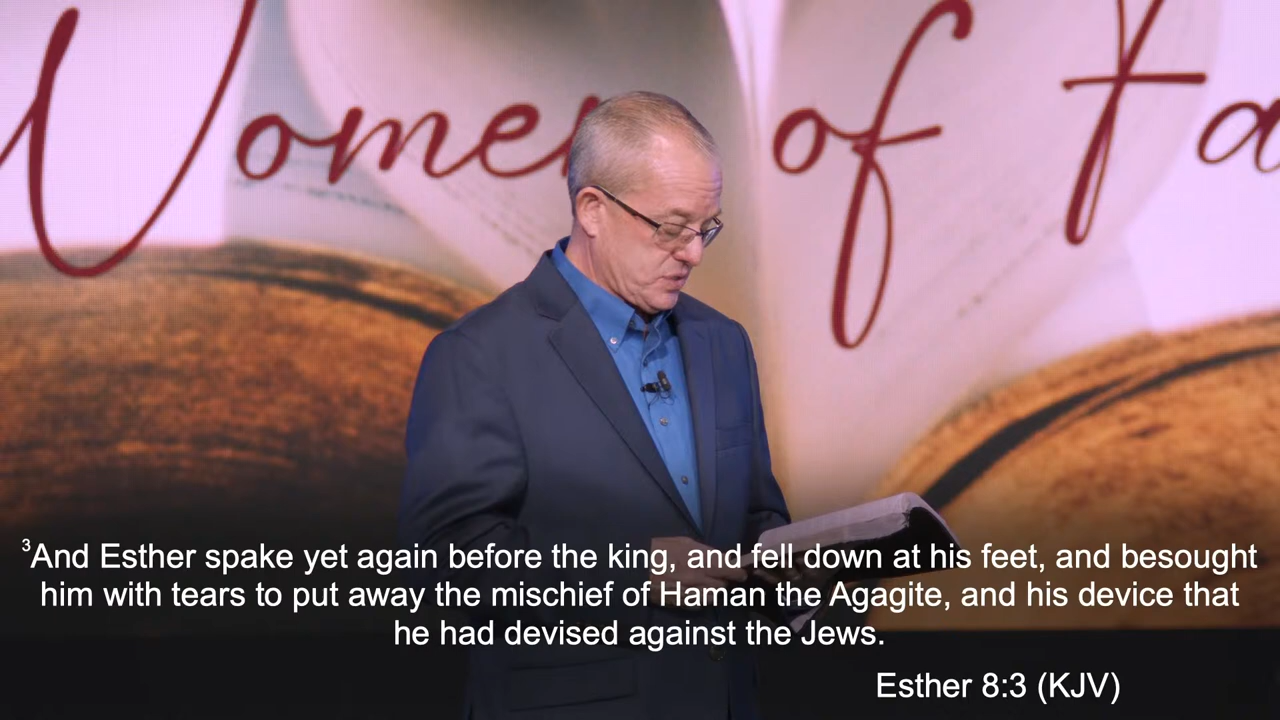 Women of Fa
³And Esther spake yet again before the king, and fell down at his feet, and besought
him with tears to put away the mischief of Haman the Agagite, and his device that
he had devised against the Jews.
Esther 8:3 (KJV)